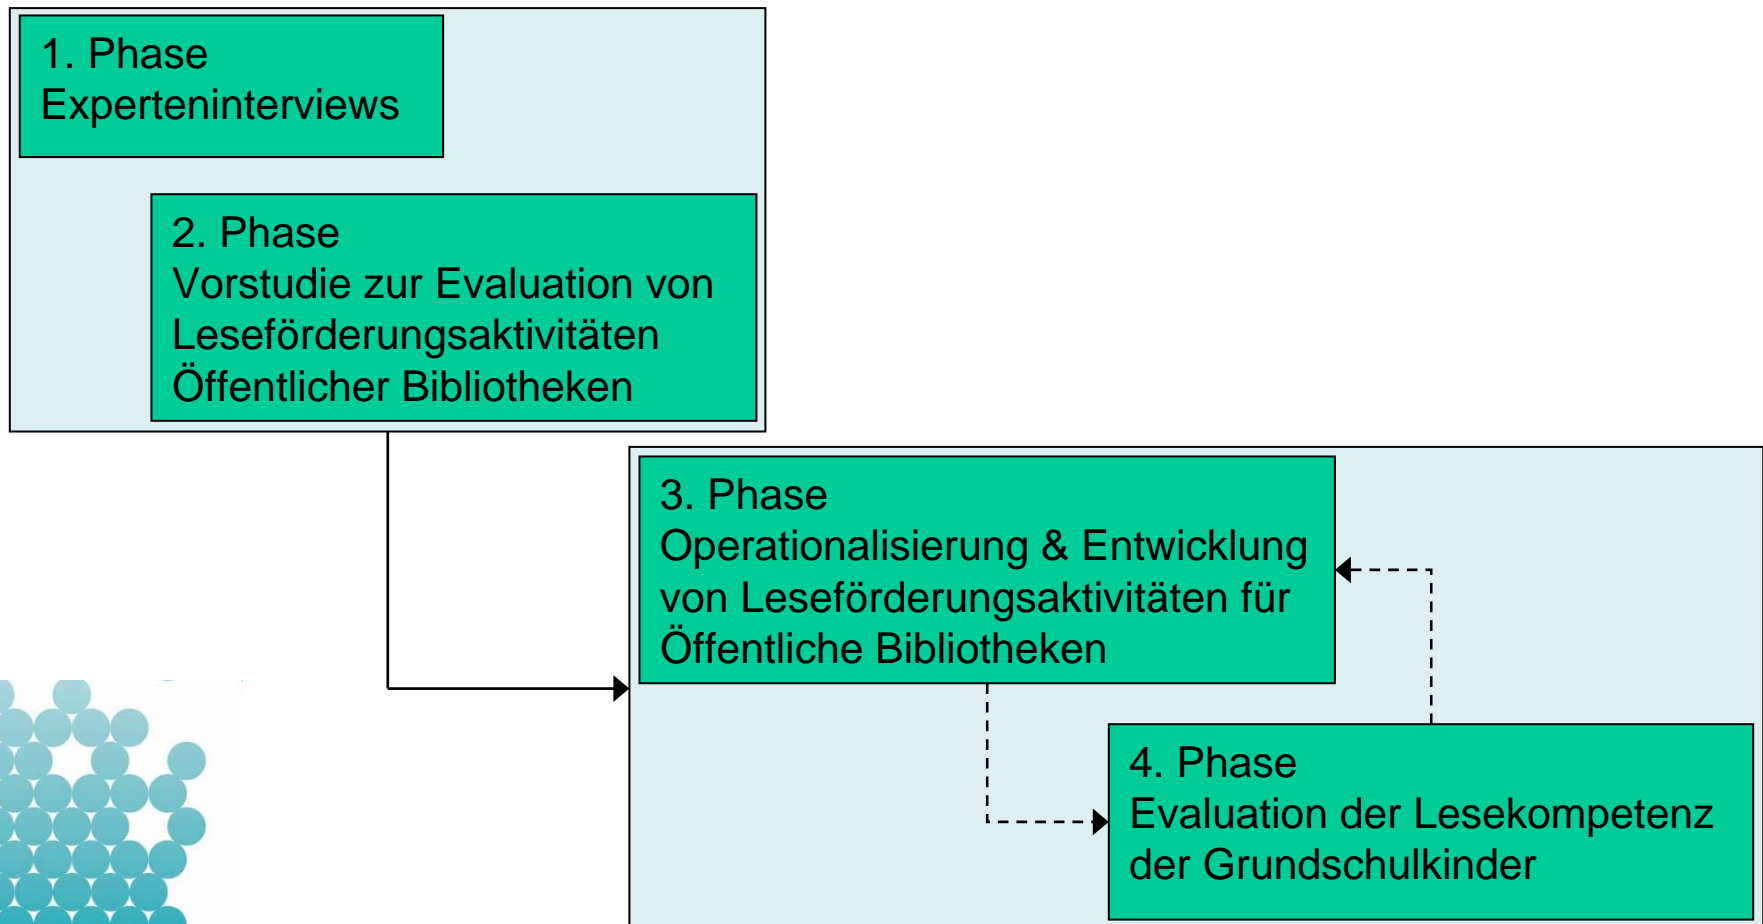 1. Phase
Experteninterviews
2. Phase
Vorstudie zur Evaluation von
Leseförderungsaktivitäten
Öffentlicher Bibliotheken
3. Phase
Operationalisierung & Entwicklung
von Leseförderungsaktivitäten für
Öffentliche Bibliotheken
4. Phase
Evaluation der Lesekompetenz
der Grundschulkinder